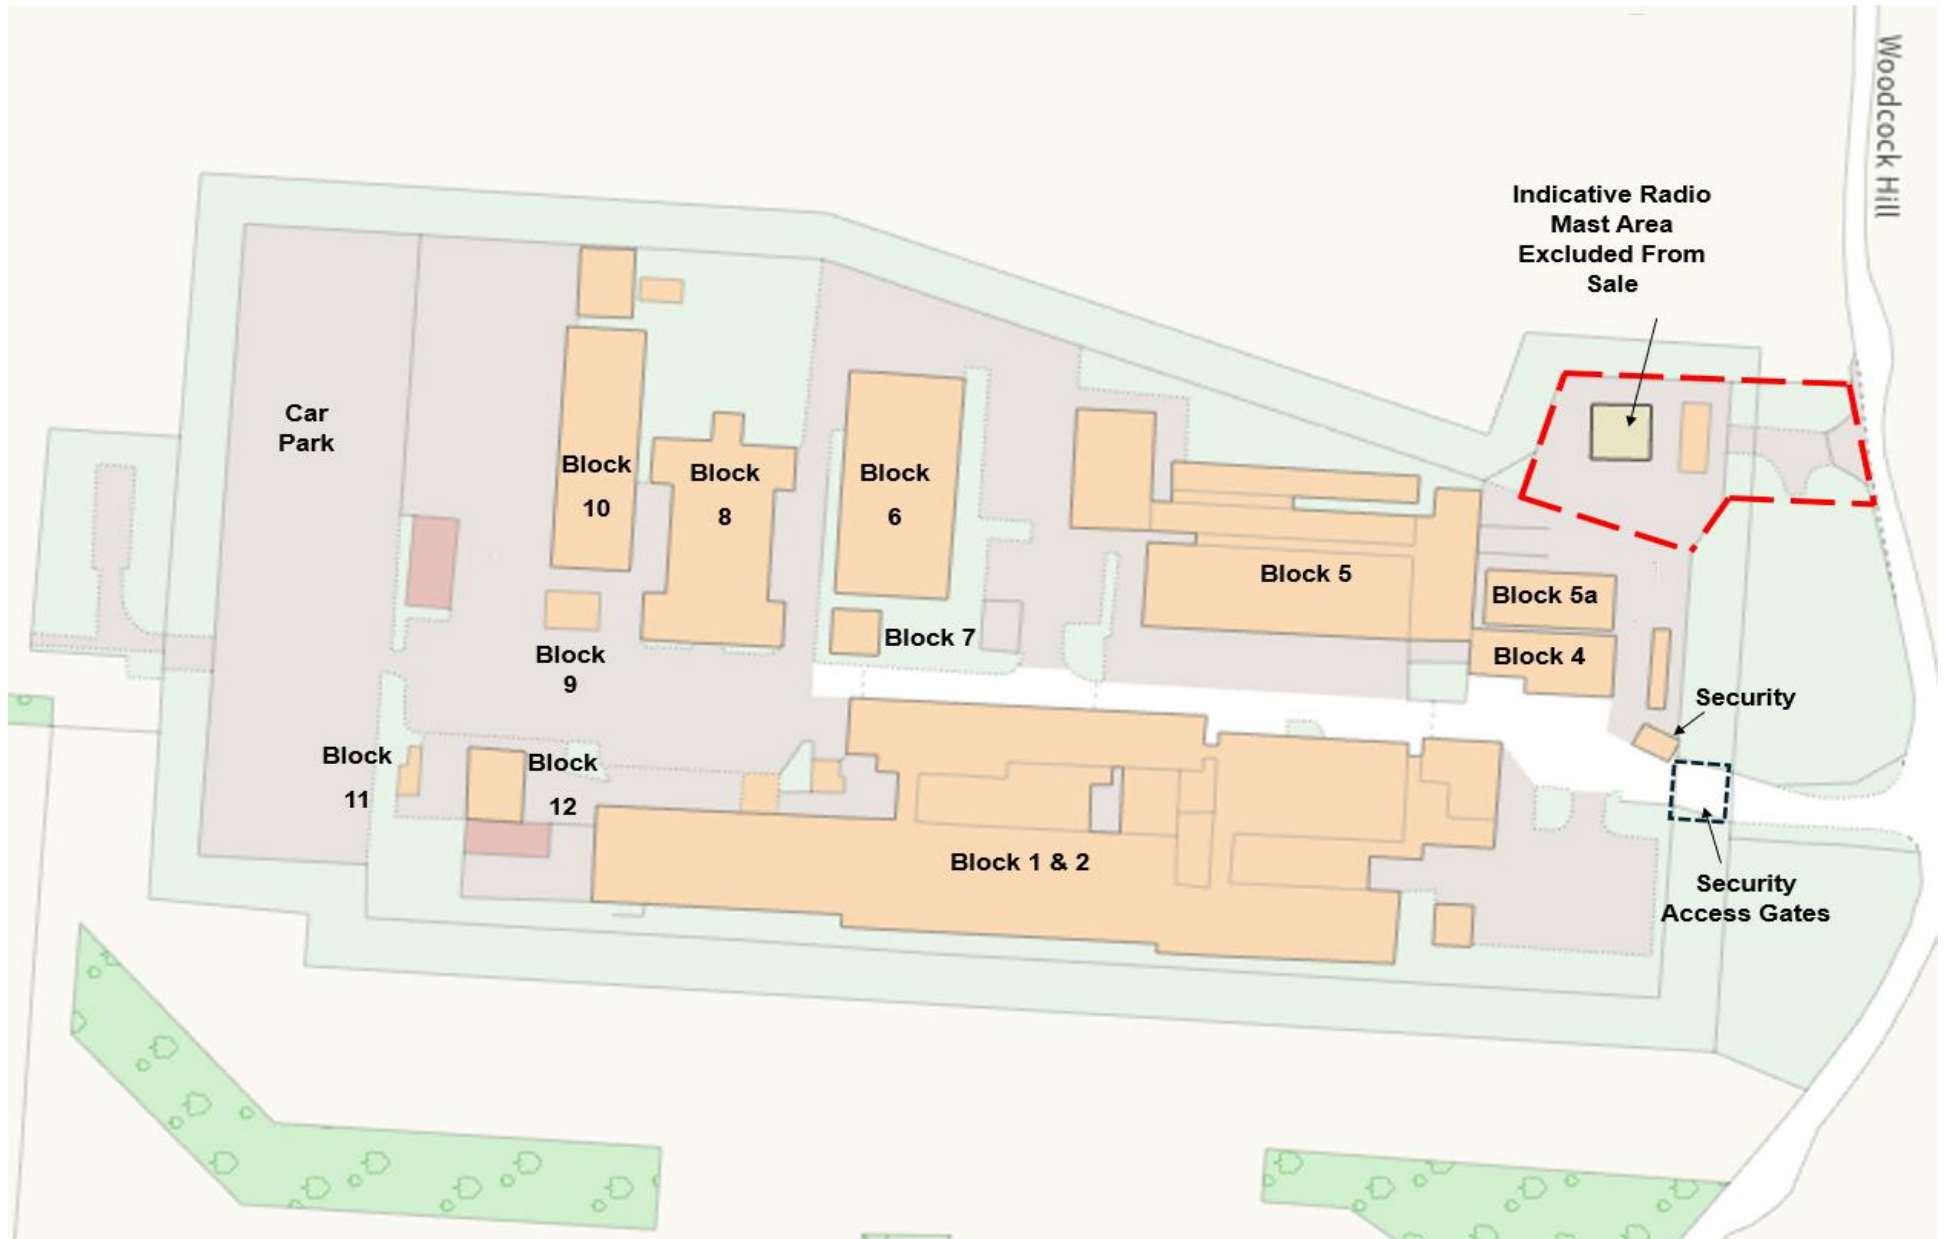 Woodcock Hill
Indicative Radio
Mast Area
Excluded From
Sale
Car
Park
Block
10
Block
8
Block
6
Block 5
Block 5a
Block 7
Block 4
Block
9
Security
Block
11
Block
12
Block 1 & 2
Security
Access Gates